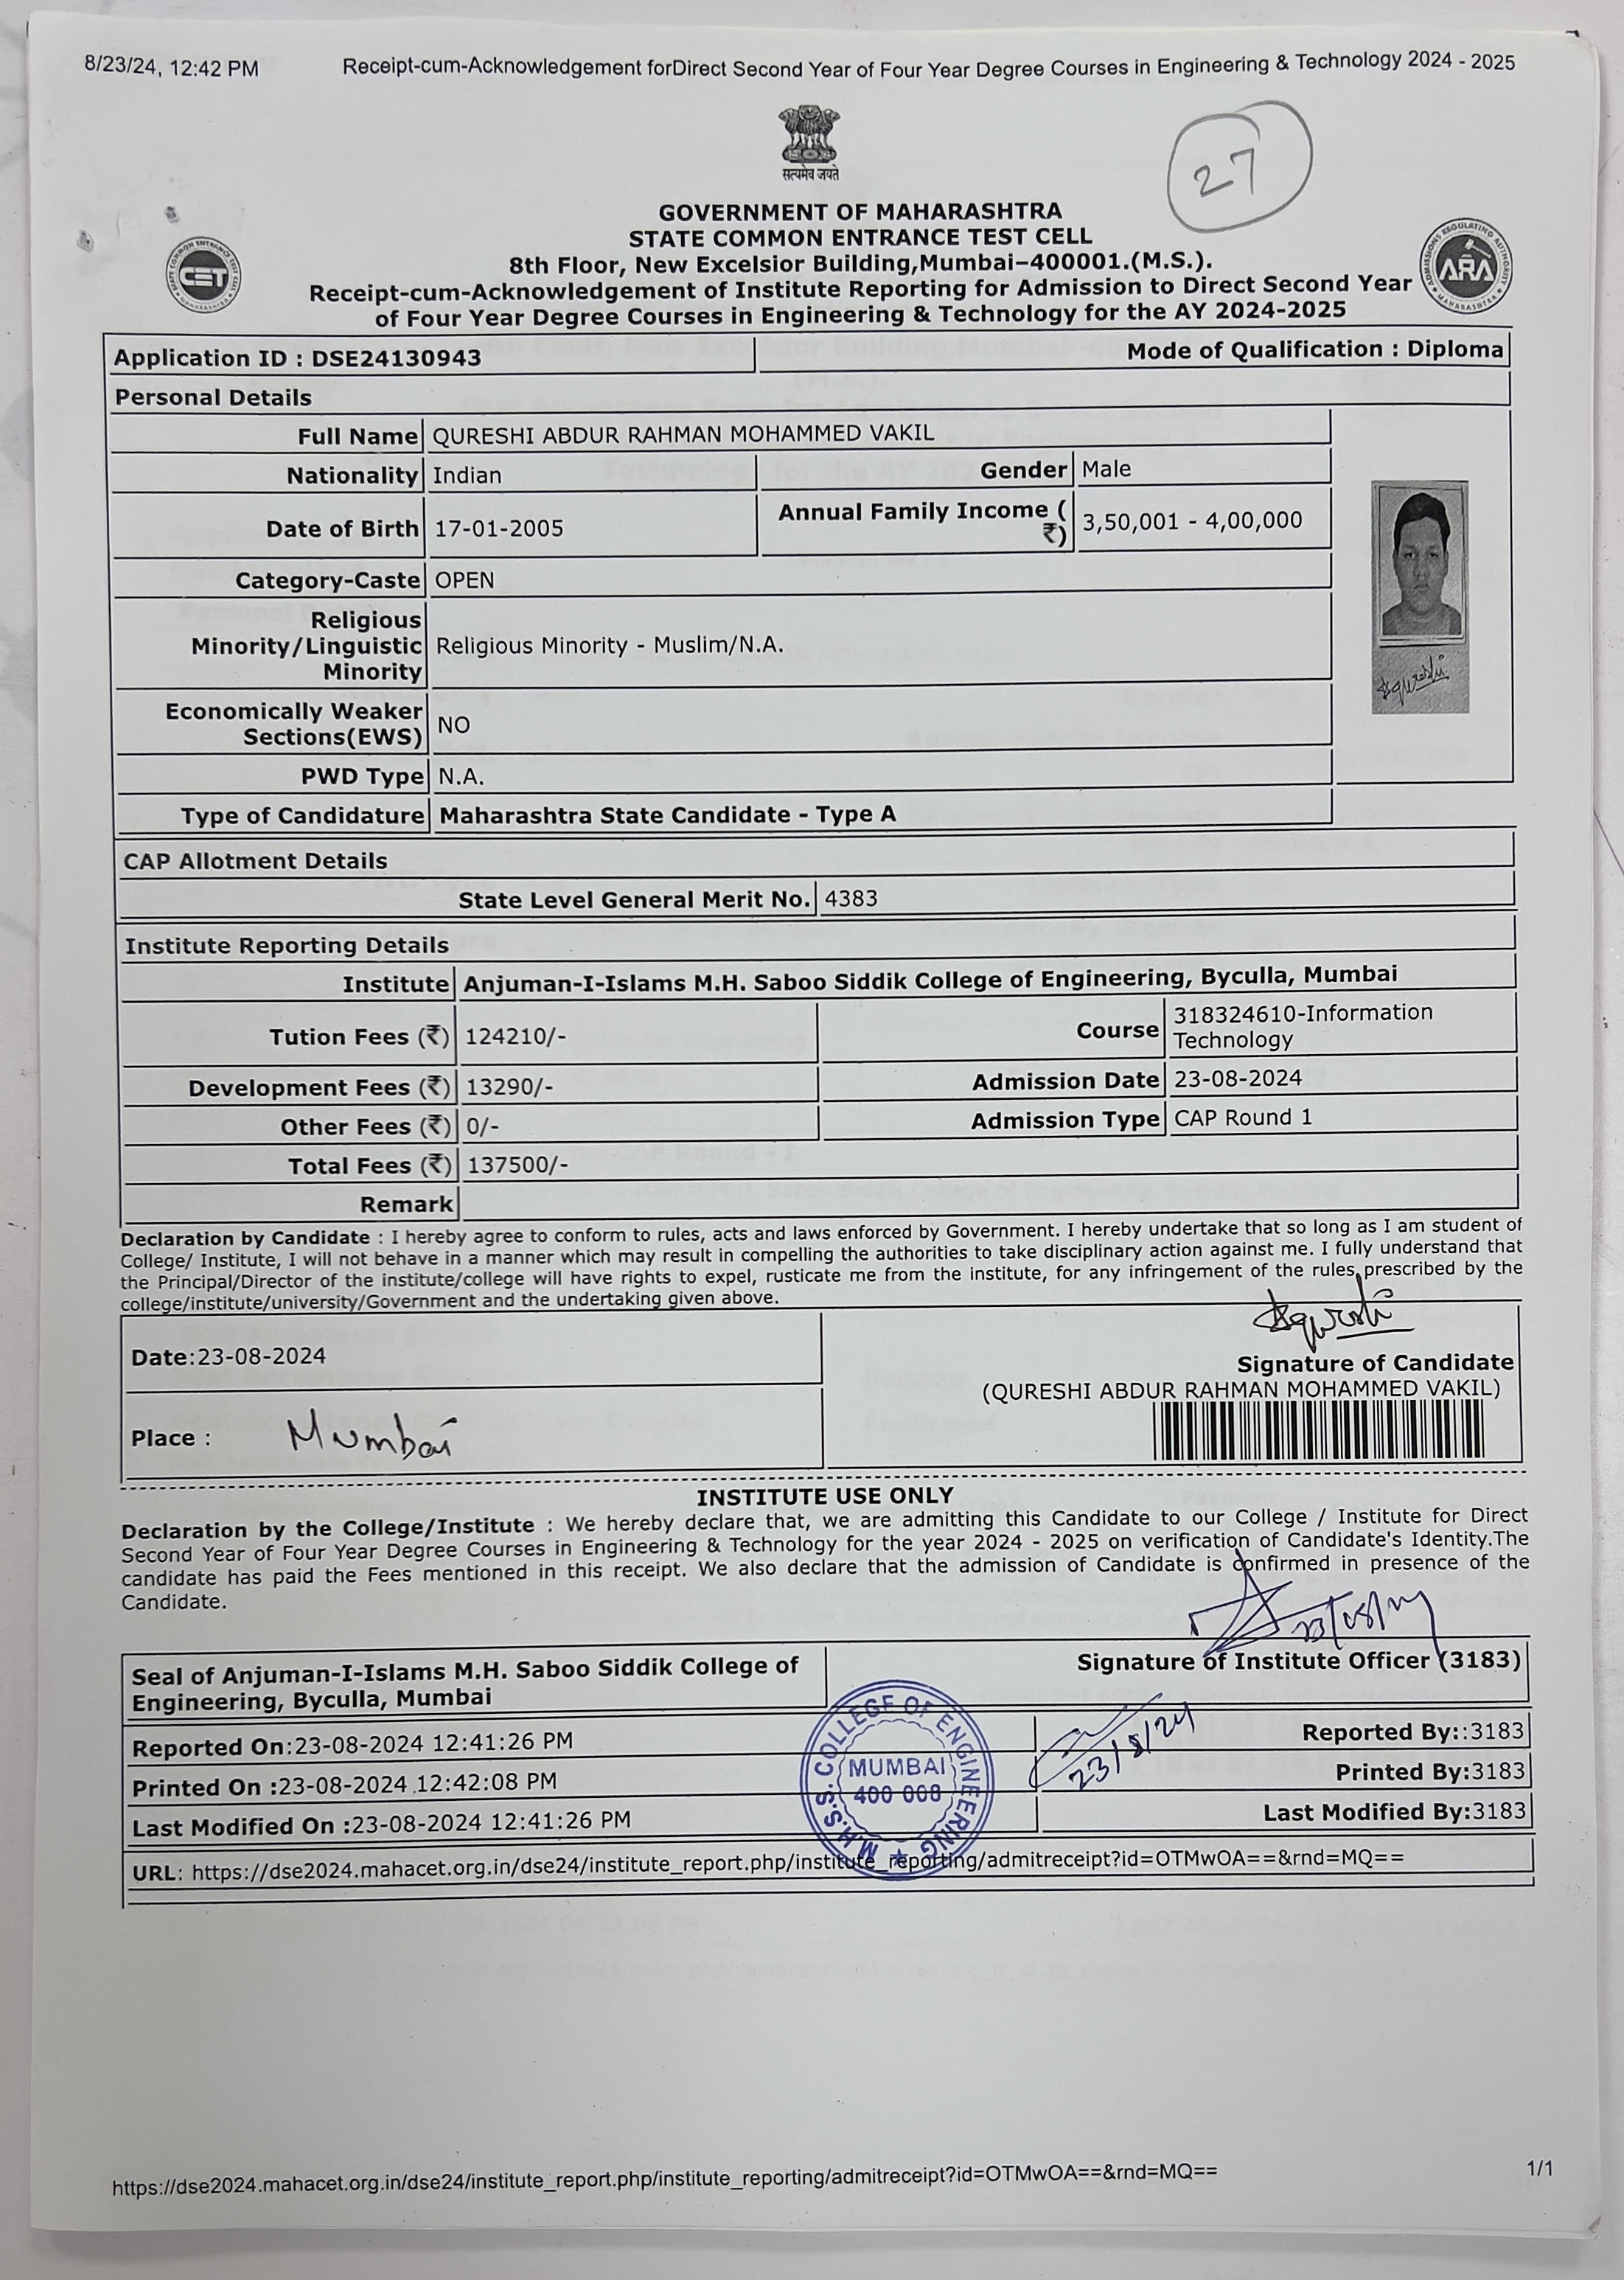 8/23/24, 12:42 PM Receipt-cum-Acknowledgement forDirect Second Year of Four Year Degree Courses in Engineering & Technology 2024 - 2025
सत्यमेव जयते
27
GOVERNMENT OF MAHARASHTRA
STATE COMMON ENTRANCE TEST CELL
8th Floor, New Excelsior Building,Mumbai–400001.(M.S.).
Receipt-cum-Acknowledgement of Institute Reporting for Admission to Direct Second Year
of Four Year Degree Courses in Engineering & Technology for the AY 2024-2025
CET
ARA
Application ID : DSE24130943 Mode of Qualification : Diploma
Personal Details
Full Name QURESHI ABDUR RAHMAN MOHAMMED VAKIL
Nationality Indian Gender Male
Date of Birth 17-01-2005 Annual Family Income (
₹) 3,50,001 - 4,00,000
Category-Caste OPEN
Religious
Minority/Linguistic Religious Minority - Muslim/N.A.
Minority
Economically Weaker
Sections(EWS) NO
PWD Type N.A.
Type of Candidature Maharashtra State Candidate - Type A
Aqureshi
CAP Allotment Details
State Level General Merit No. 4383
Institute Reporting Details
Institute Anjuman-I-Islams M.H. Saboo Siddik College of Engineering, Byculla, Mumbai
Tution Fees (₹) 124210/- Course 318324610-Information
Technology
Development Fees (₹) 13290/- Admission Date 23-08-2024
Other Fees (₹) 0/- Admission Type CAP Round 1
Total Fees (₹) 137500/-
Remark
Declaration by Candidate : I hereby agree to conform to rules, acts and laws enforced by Government. I hereby undertake that so long as I am student of
College/ Institute, I will not behave in a manner which may result in compelling the authorities to take disciplinary action against me. I fully understand that
the Principal/Director of the institute/college will have rights to expel, rusticate me from the institute, for any infringement of the rules prescribed by the
college/institute/university/Government and the undertaking given above.
Aqureshi
Date:23-08-2024
Signature of Candidate
(QURESHI ABDUR RAHMAN MOHAMMED VAKIL)
Place : Mumbai
INSTITUTE USE ONLY
Declaration by the College/Institute : We hereby declare that, we are admitting this Candidate to our College / Institute for Direct
Second Year of Four Year Degree Courses in Engineering & Technology for the year 2024 - 2025 on verification of Candidate's Identity.The
candidate has paid the Fees mentioned in this receipt. We also declare that the admission of Candidate is confirmed in presence of the
Candidate.
23/08/24
Seal of Anjuman-I-Islams M.H. Saboo Siddik College of
Engineering, Byculla, Mumbai
Signature of Institute Officer (3183)
M.H.S.S. COLLEGE OF ENGINEERING
MUMBAI
400 008
23/8/24
Reported On:23-08-2024 12:41:26 PM Reported By::3183
Printed On :23-08-2024 12:42:08 PM Printed By:3183
Last Modified On :23-08-2024 12:41:26 PM Last Modified By:3183
URL: https://dse2024.mahacet.org.in/dse24/institute_report.php/institute_reporting/admitreceipt?id=OTMwOA==&rnd=MQ==
https://dse2024.mahacet.org.in/dse24/institute_report.php/institute_reporting/admitreceipt?id=OTMwOA==&rnd=MQ== 1/1